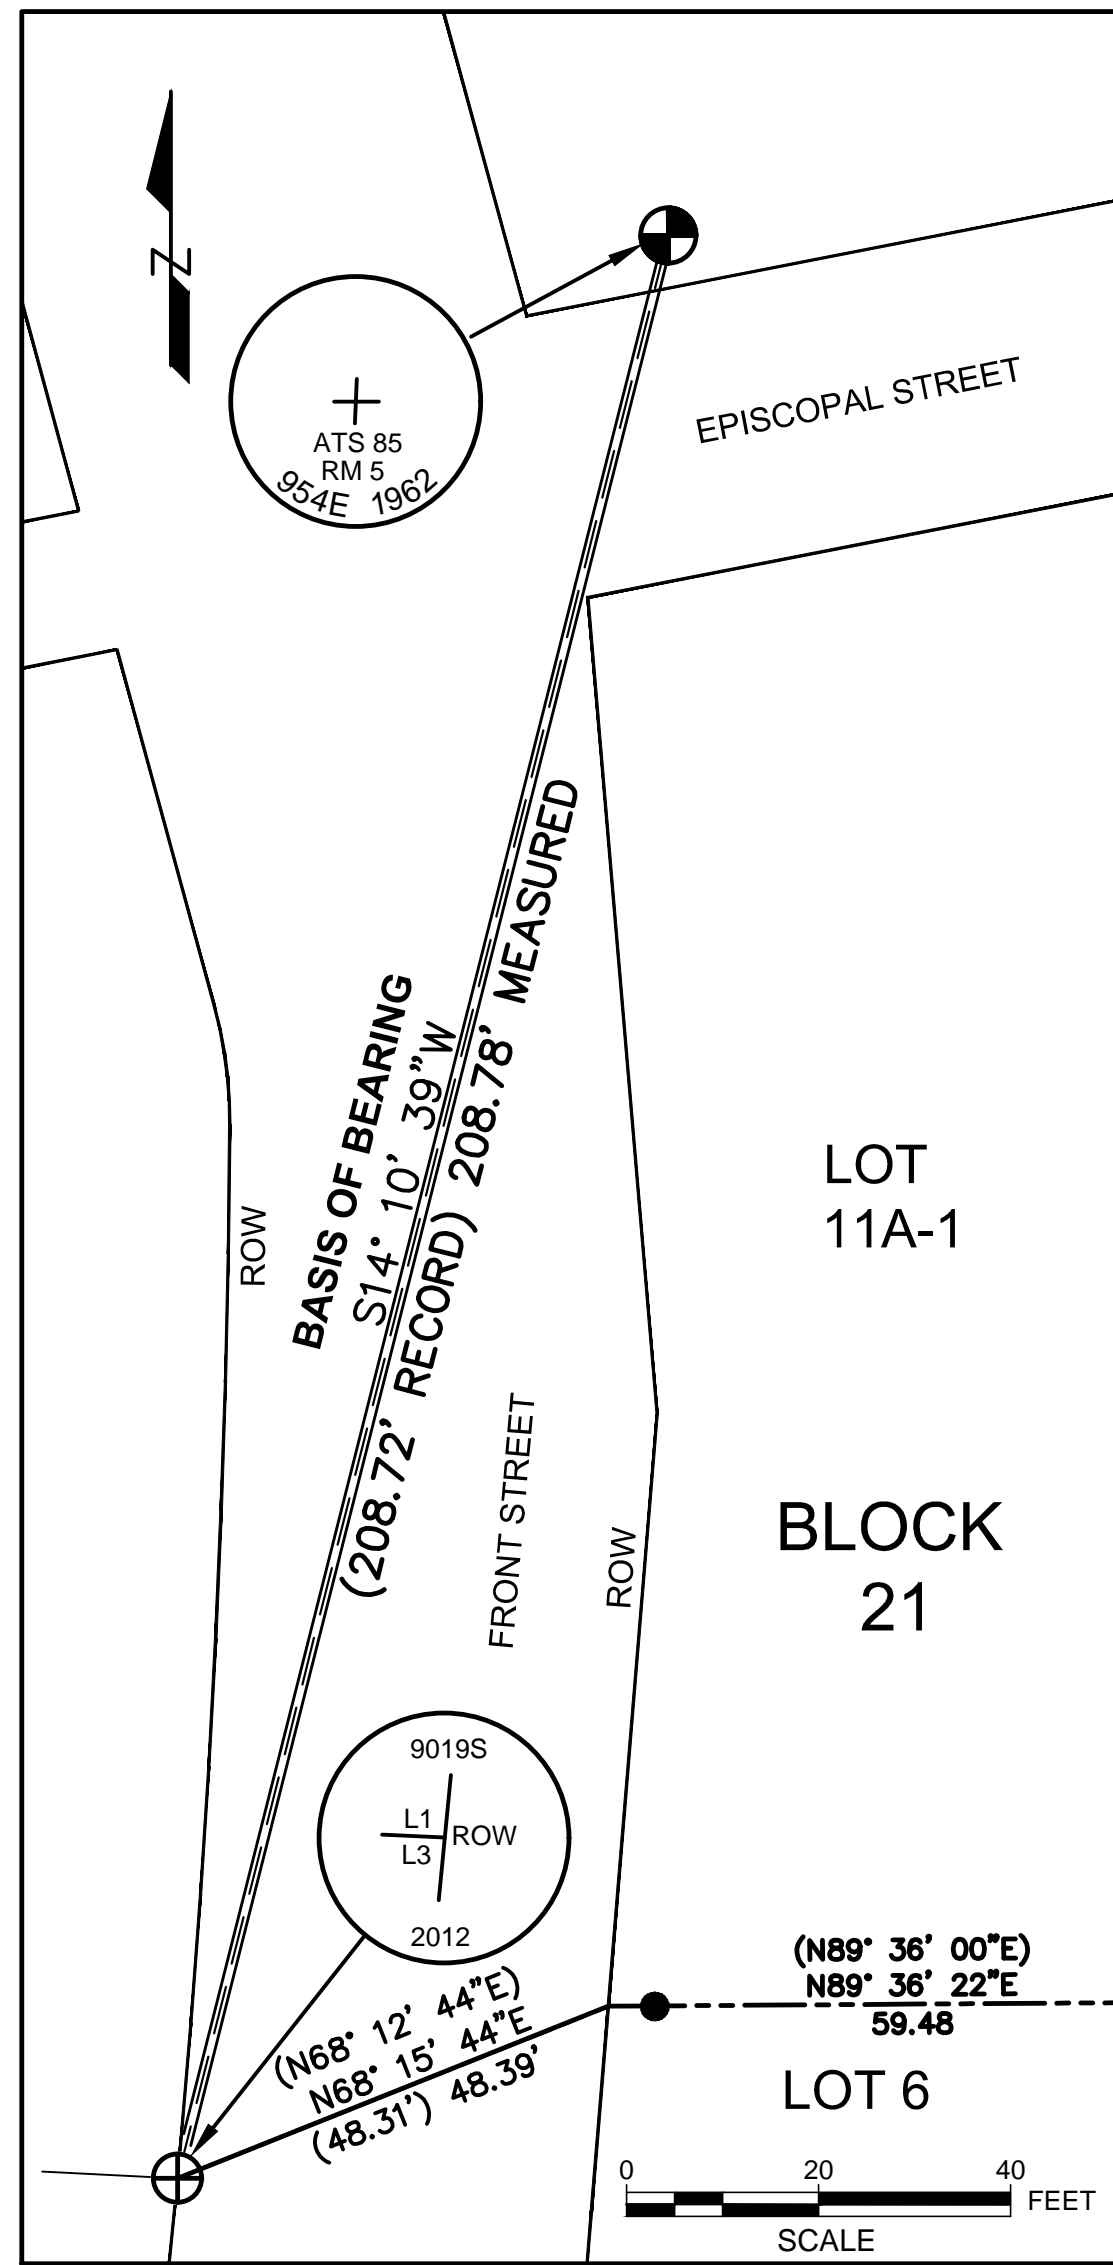 N
ATS 85
RM 5
954E 1962
EPISCOPAL STREET
BASIS OF BEARING
S14° 10' 39"W
(208.72' RECORD) 208.78' MEASURED
ROW
LOT
11A-1
FRONT STREET
ROW
BLOCK
21
9019S
L1
ROW
L3
2012
(N89° 36' 00"E)
N89° 36' 22"E
59.48
(N68° 12' 44"E)
N68° 15' 44"E
(48.31') 48.39'
LOT 6
0 20 40
FEET
SCALE